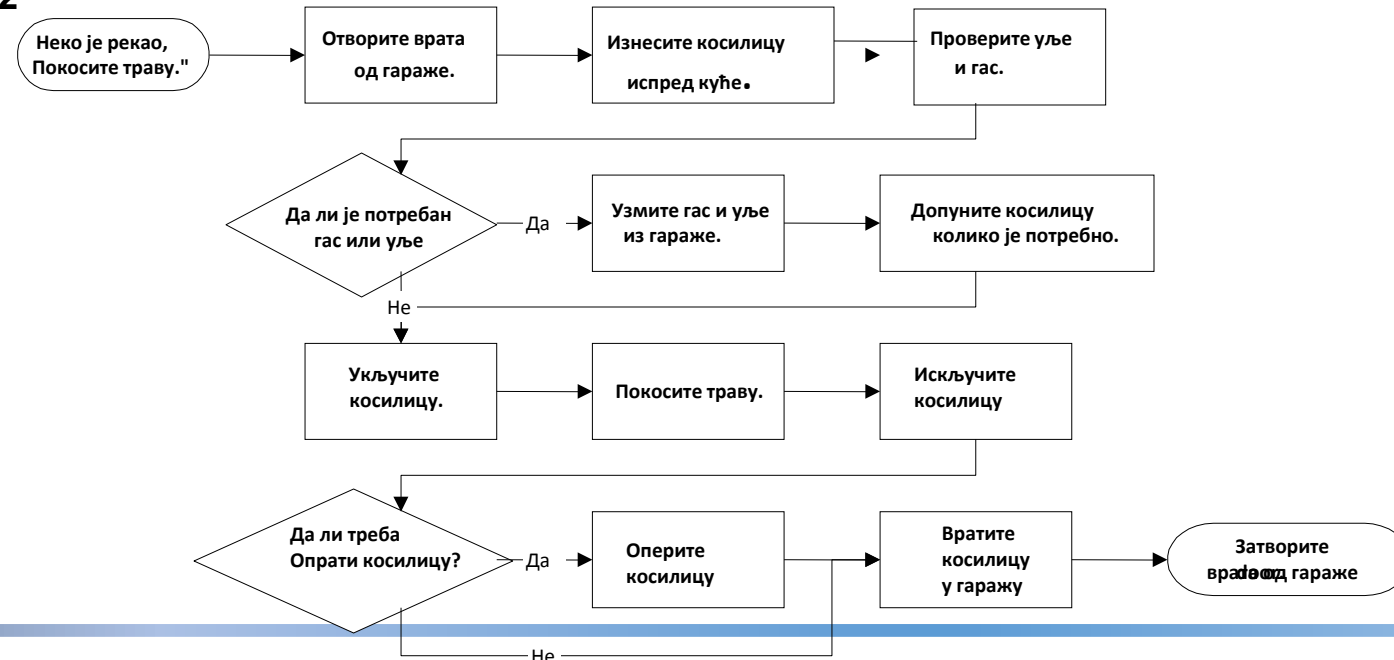 Неко је рекао,
Покосите траву."
Отворите врата
од гараже.
Изнесите косилицу
испред куће.
Проверите уље
и гас.
Да ли је потребан
гас или уље
Да
Узмите гас и уље
из гараже.
Допуните косилицу
колико је потребно.
Не
Укључите
косилицу.
Покосите траву.
Искључите
косилицу
Да ли треба
Опрати косилицу?
Да
Оперите
косилицу
Вратите
косилицу
у гаражу
Затворите
од гараже
Не